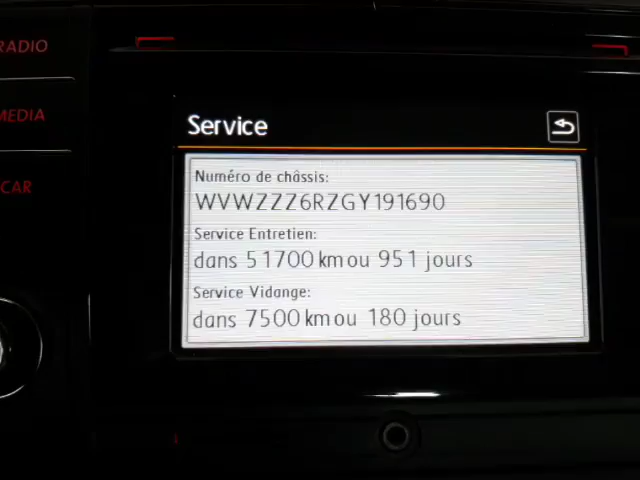 RADIO
MEDIA
CAR
Service
Numéro de châssis:
WVWZZZ6RZGY191690
Service Entretien:
dans 51700 km ou 951 jours
Service Vidange:
dans 7500 km ou 180 jours